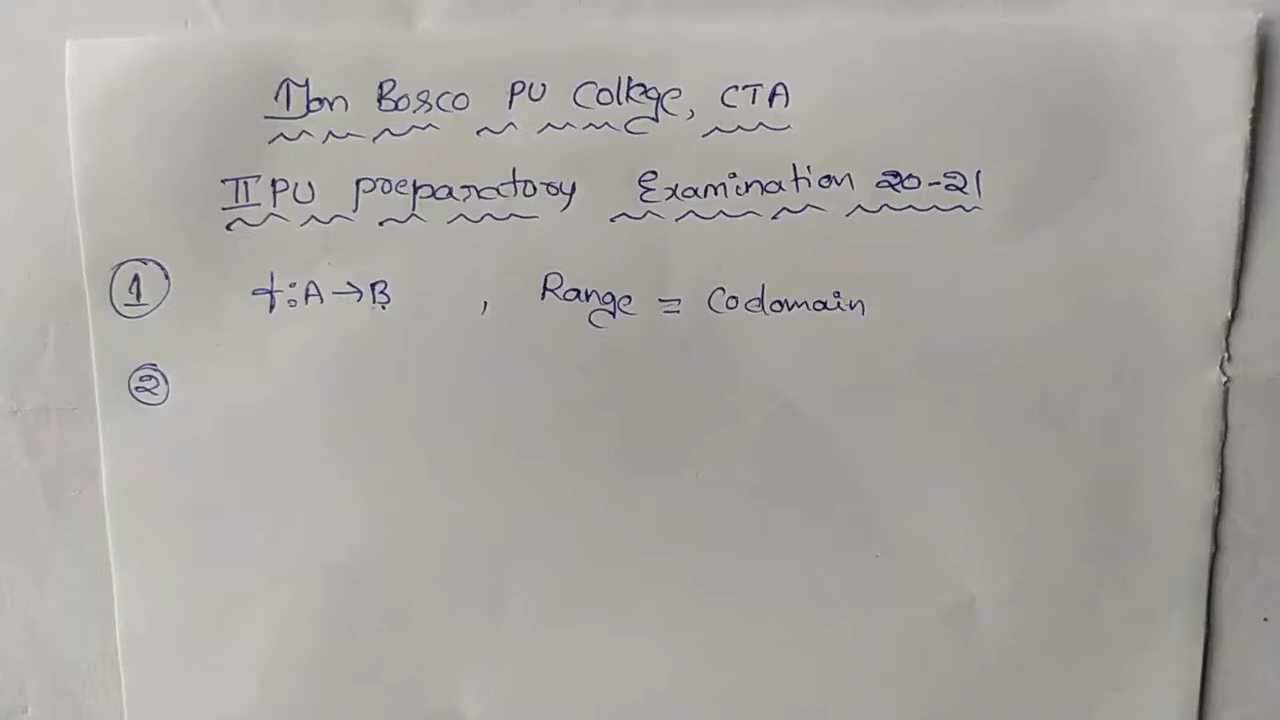 Don Bosco PU College, CTA
II PU preparatory Examination 20-21
1 f:A→B , Range = Codomain
2